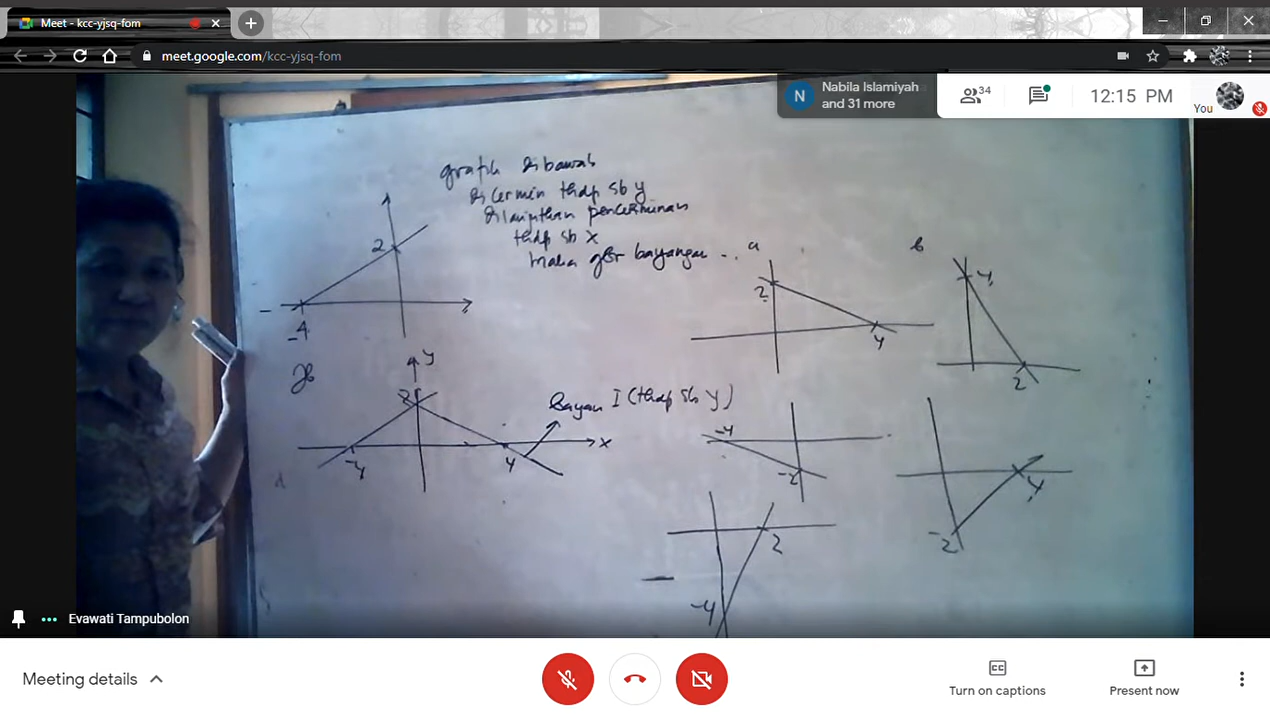 Meet - kcc-yjsq-fom
meet.google.com/kcc-yjsq-fom
N
Nabila Islamiyah
and 31 more
34
12:15 PM
You
grafik dibawah
dicermin thdp sb y
dilanjutkan pencerminan
thdp sb x
maka gbr bayangan ..
2
-4
a
2
4
b
4
2
y
2
-4
4
x
Bayan I (thdp sb y)
-4
-2
4
-2
2
-4
Evawati Tampubolon
Meeting details
Turn on captions
Present now